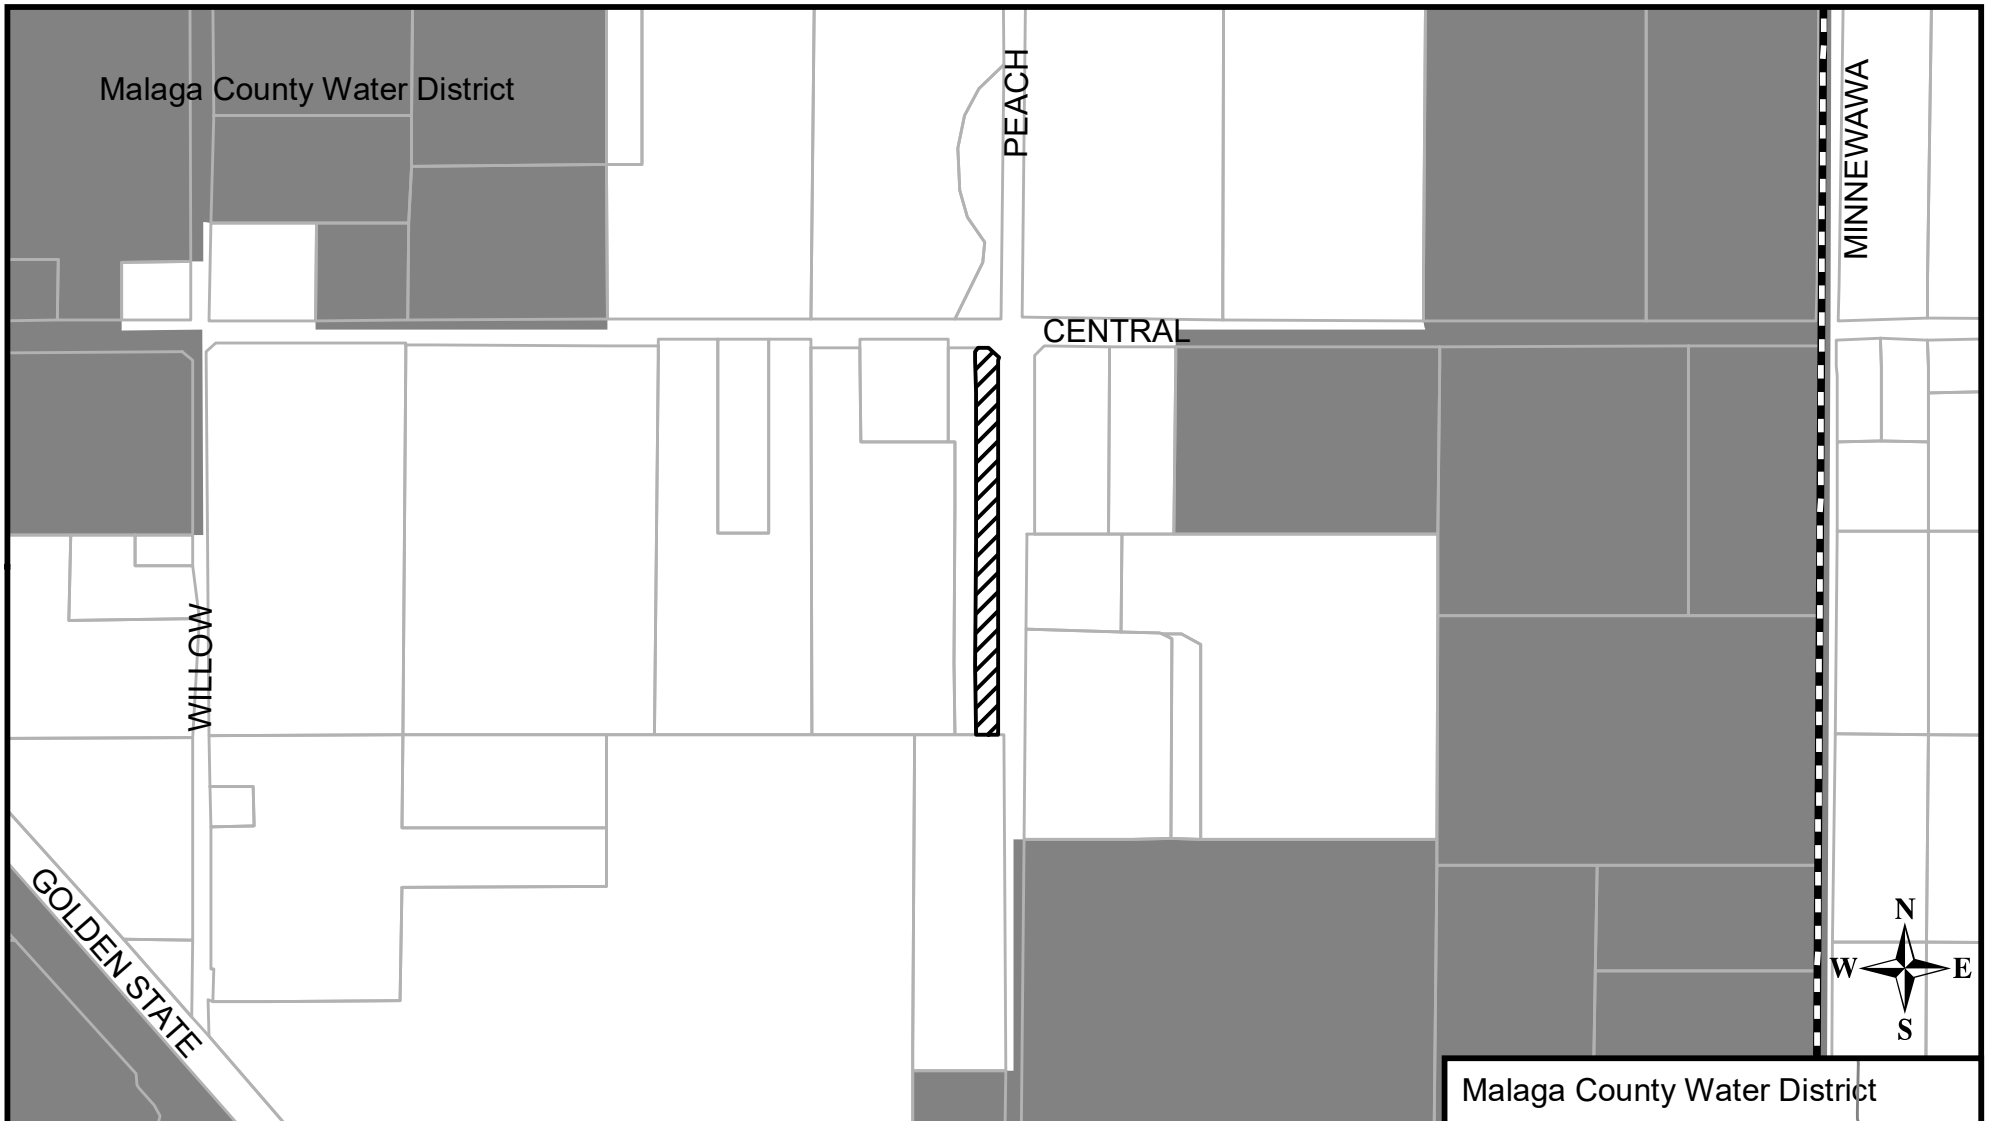 Malaga County Water District
PEACH
MINNEWAWA
CENTRAL
WILLOW
GOLDEN STATE
N
W E
S
Malaga County Water District